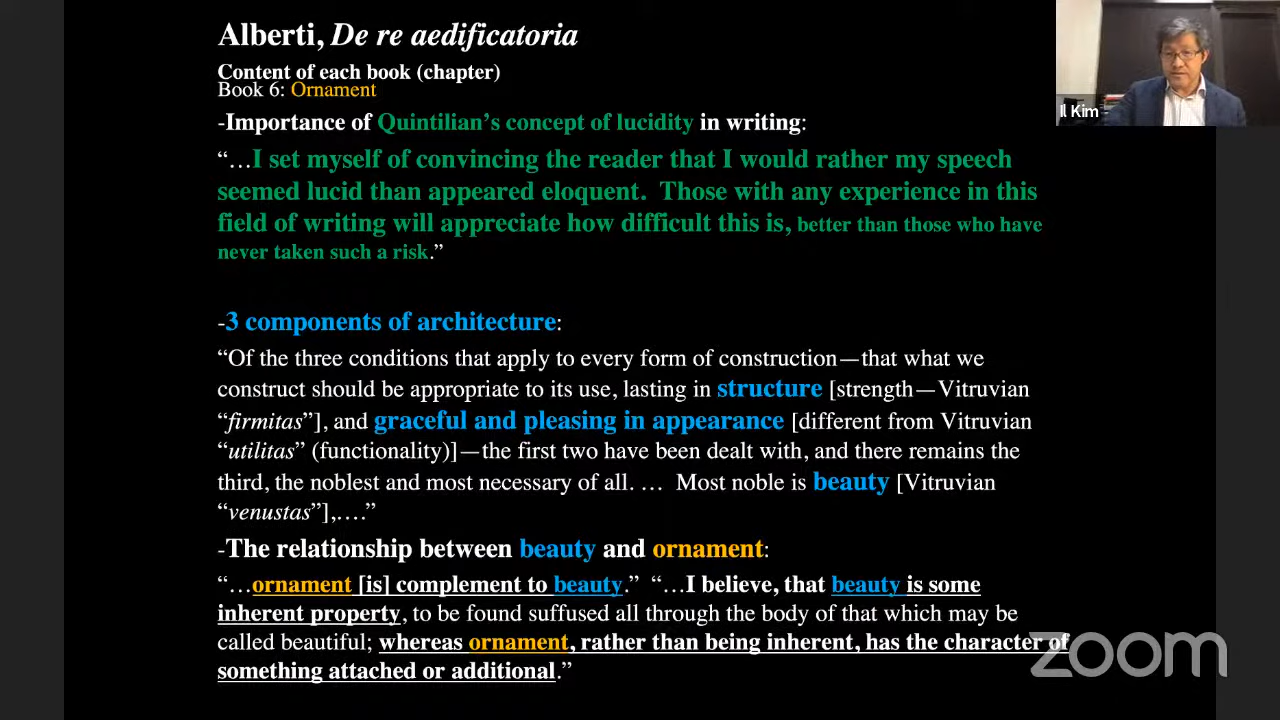 Alberti, De re aedificatoria
Content of each book (chapter)
Book 6: Ornament
-Importance of Quintilian's concept of lucidity in writing:
“…I set myself of convincing the reader that I would rather my speech
seemed lucid than appeared eloquent.  Those with any experience in this
field of writing will appreciate how difficult this is, better than those who have
never taken such a risk.”
-3 components of architecture:
“Of the three conditions that apply to every form of construction—that what we
construct should be appropriate to its use, lasting in structure [strength—Vitruvian
“firmitas”], and graceful and pleasing in appearance [different from Vitruvian
“utilitas” (functionality)]—the first two have been dealt with, and there remains the
third, the noblest and most necessary of all. …  Most noble is beauty [Vitruvian
“venustas”],….”
-The relationship between beauty and ornament:
“…ornament [is] complement to beauty.”  “…I believe, that beauty is some
inherent property, to be found suffused all through the body of that which may be
called beautiful; whereas ornament, rather than being inherent, has the character of
something attached or additional.”
Il Kim
zoom